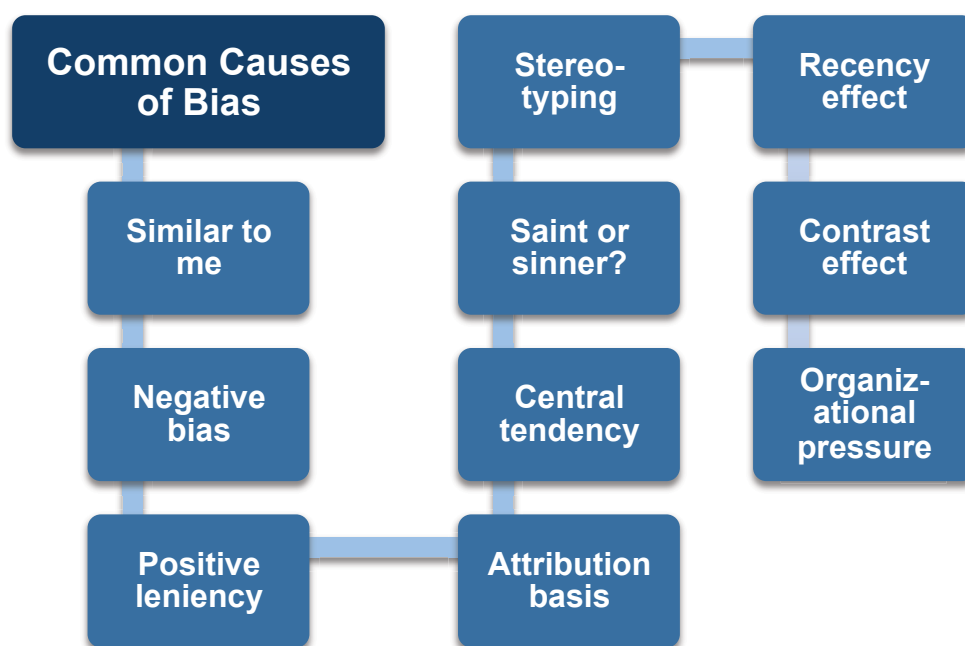 Common Causes
of Bias
Similar to
me
Negative
bias
Positive
leniency
Attribution
basis
Central
tendency
Saint or
sinner?
Stereo-
typing
Recency
effect
Contrast
effect
Organiz-
ational
pressure